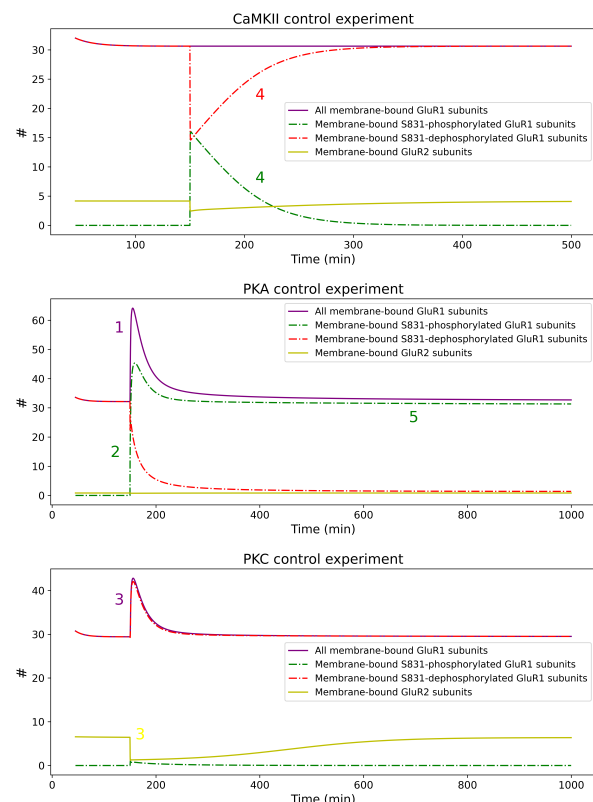 CaMKII control experiment
30
25
20
15
10
5
0
#
4
4
All membrane-bound GluR1 subunits
Membrane-bound S831-phosphorylated GluR1 subunits
Membrane-bound S831-dephosphorylated GluR1 subunits
Membrane-bound GluR2 subunits
100 200 300 400 500
Time (min)
PKA control experiment
60
50
40
30
20
10
0
#
1
2
5
All membrane-bound GluR1 subunits
Membrane-bound S831-phosphorylated GluR1 subunits
Membrane-bound S831-dephosphorylated GluR1 subunits
Membrane-bound GluR2 subunits
0 200 400 600 800 1000
Time (min)
PKC control experiment
40
30
20
10
0
#
3
3
All membrane-bound GluR1 subunits
Membrane-bound S831-phosphorylated GluR1 subunits
Membrane-bound S831-dephosphorylated GluR1 subunits
Membrane-bound GluR2 subunits
0 200 400 600 800 1000
Time (min)